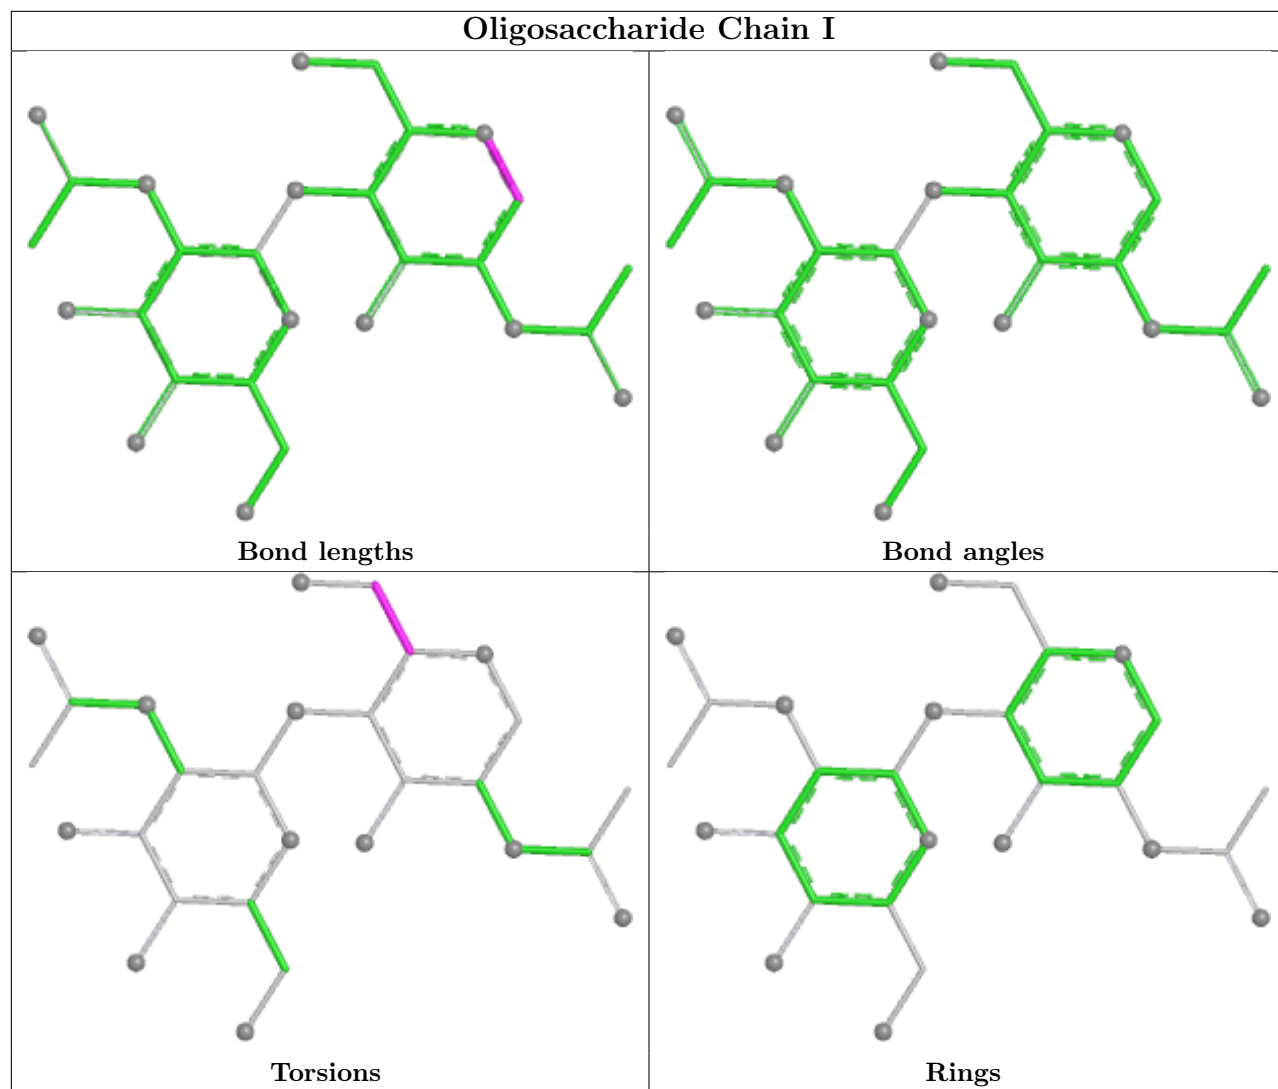 Oligosaccharide Chain I
Bond lengths
Bond angles
Torsions
Rings